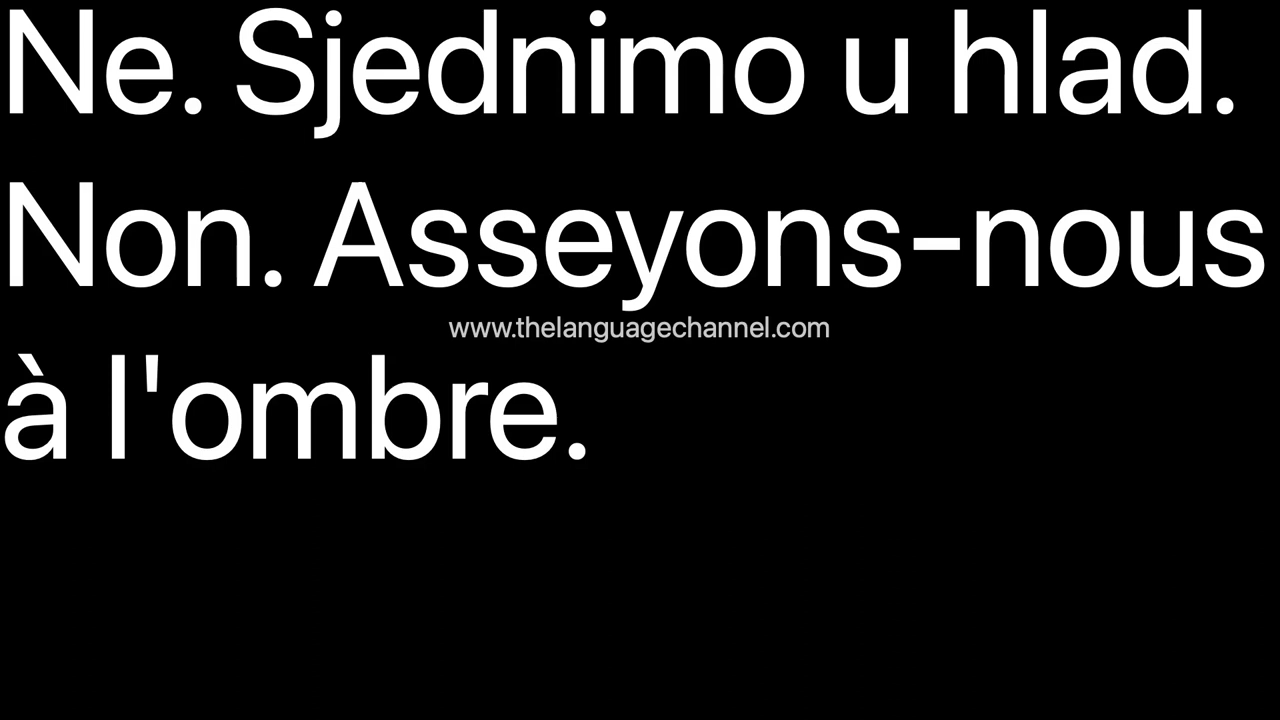 Ne. Sjednimo u hlad.
Non. Asseyons-nous
www.thelanguagechannel.com
à l'ombre.